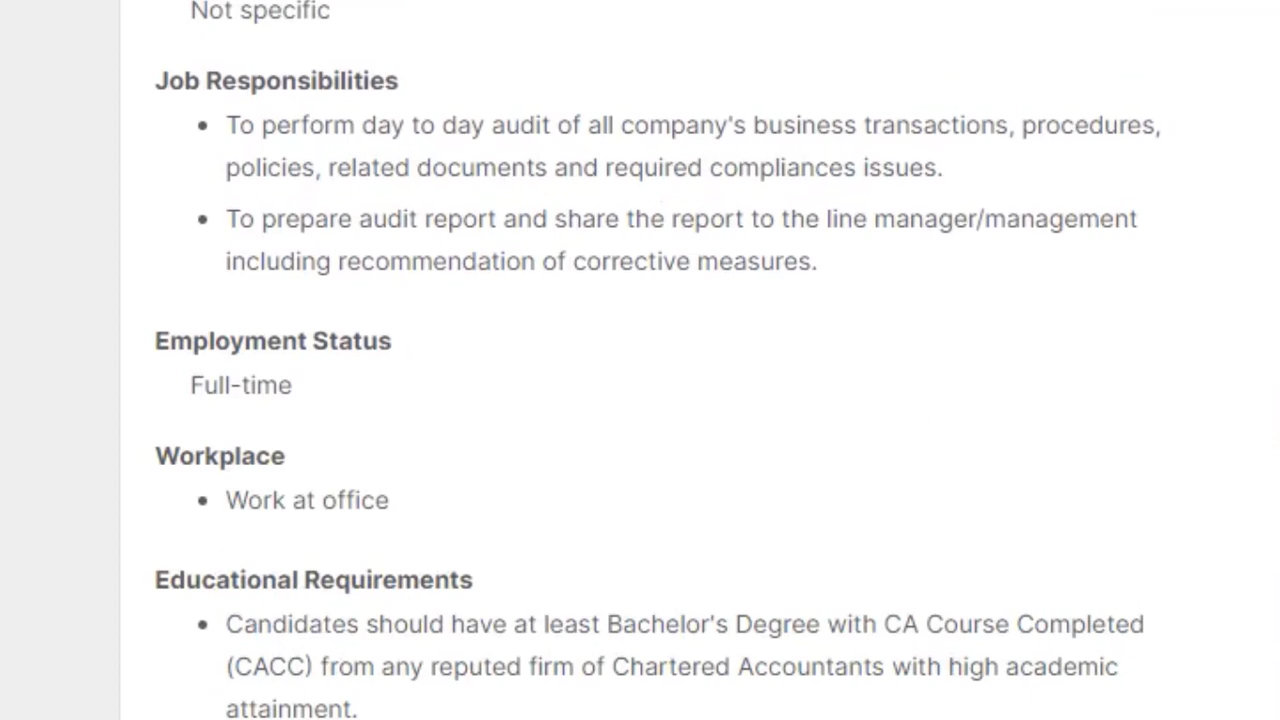 Not specific
Job Responsibilities
• To perform day to day audit of all company's business transactions, procedures,
policies, related documents and required compliances issues.
• To prepare audit report and share the report to the line manager/management
including recommendation of corrective measures.
Employment Status
Full-time
Workplace
• Work at office
Educational Requirements
• Candidates should have at least Bachelor's Degree with CA Course Completed
(CACC) from any reputed firm of Chartered Accountants with high academic
attainment.